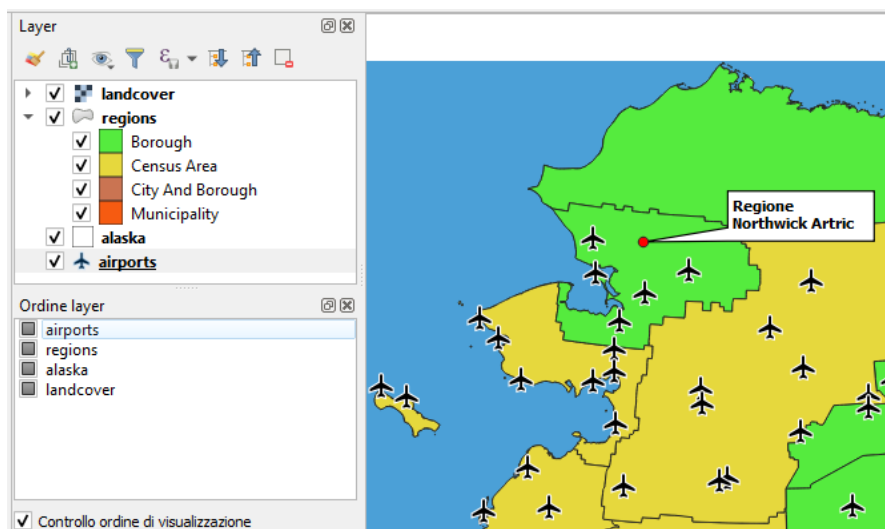 Layer
landcover
regions
Borough
Census Area
City And Borough
Municipality
alaska
airports
Ordine layer
airports
regions
alaska
landcover
Controllo ordine di visualizzazione
Regione
Northwick Artric